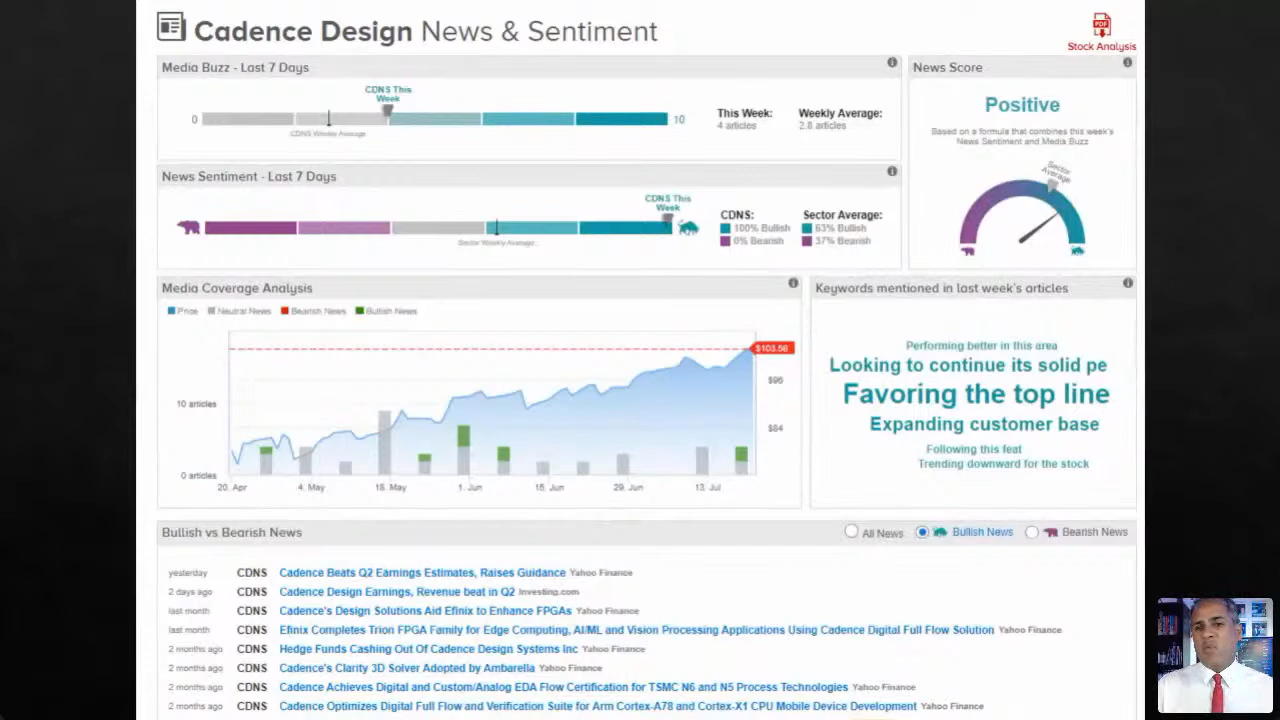 Cadence Design News & Sentiment
PDF
Stock Analysis
Media Buzz - Last 7 Days
CDNS This
Week
0
10
CDNS Weekly Average
This Week:
4 articles
Weekly Average:
2.8 articles
News Score
Positive
Based on a formula that combines this week's
News Sentiment and Media Buzz
Sector
Average
News Sentiment - Last 7 Days
CDNS This
Week
Sector Weekly Average
CDNS:
100% Bullish
0% Bearish
Sector Average:
63% Bullish
37% Bearish
Media Coverage Analysis
Price Neutral News Bearish News Bullish News
$103.56
$96
$84
10 articles
0 articles
20. Apr 4. May 18. May 1. Jun 15. Jun 29. Jun 13. Jul
Keywords mentioned in last week's articles
Performing better in this area
Looking to continue its solid pe
Favoring the top line
Expanding customer base
Following this feat
Trending downward for the stock
Bullish vs Bearish News
All News Bullish News Bearish News
yesterday CDNS Cadence Beats Q2 Earnings Estimates, Raises Guidance Yahoo Finance
2 days ago CDNS Cadence Design Earnings, Revenue beat in Q2 Investing.com
last month CDNS Cadence's Design Solutions Aid Efinix to Enhance FPGAs Yahoo Finance
last month CDNS Efinix Completes Trion FPGA Family for Edge Computing, AI/ML and Vision Processing Applications Using Cadence Digital Full Flow Solution Yahoo Finance
2 months ago CDNS Hedge Funds Cashing Out Of Cadence Design Systems Inc Yahoo Finance
2 months ago CDNS Cadence's Clarity 3D Solver Adopted by Ambarella Yahoo Finance
2 months ago CDNS Cadence Achieves Digital and Custom/Analog EDA Flow Certification for TSMC N6 and N5 Process Technologies Yahoo Finance
2 months ago CDNS Cadence Optimizes Digital Full Flow and Verification Suite for Arm Cortex-A78 and Cortex-X1 CPU Mobile Device Development Yahoo Finance